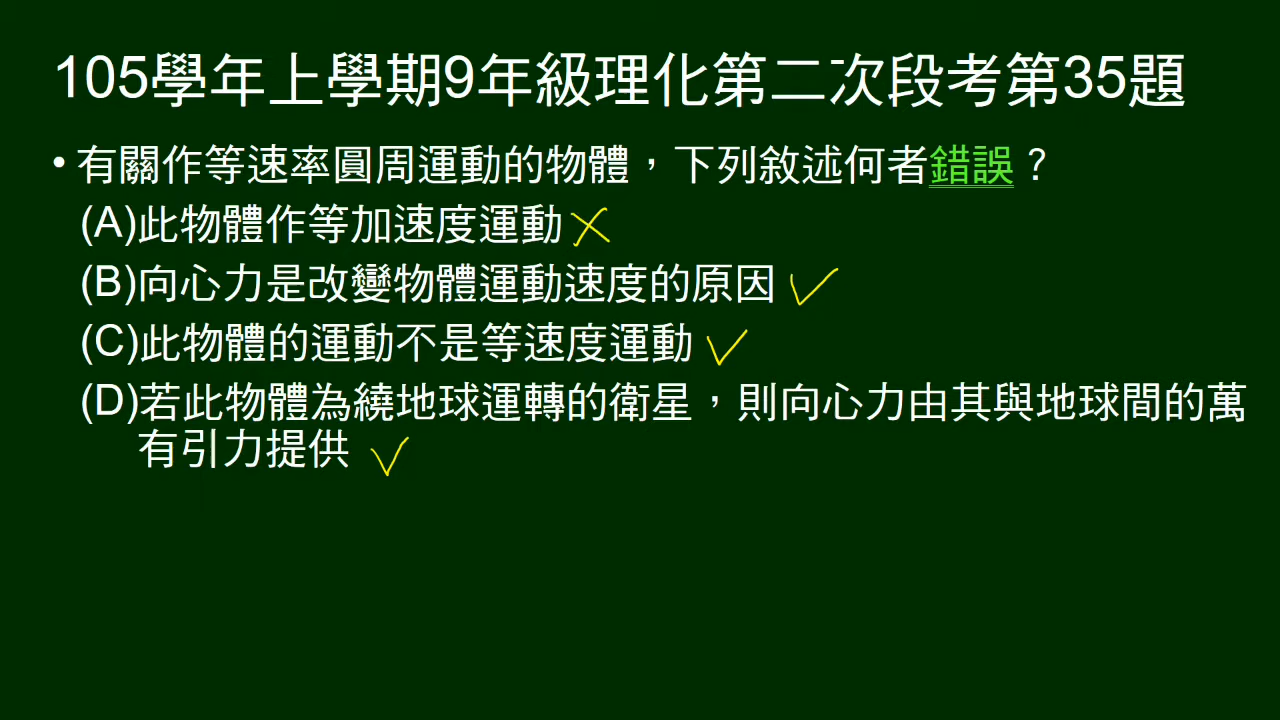 105學年上學期9年級理化第二次段考第35題
• 有關作等速率圓周運動的物體，下列敘述何者錯誤？
(A)此物體作等加速度運動
(B)向心力是改變物體運動速度的原因
(C)此物體的運動不是等速度運動
(D)若此物體為繞地球運轉的衛星，則向心力由其與地球間的萬
有引力提供